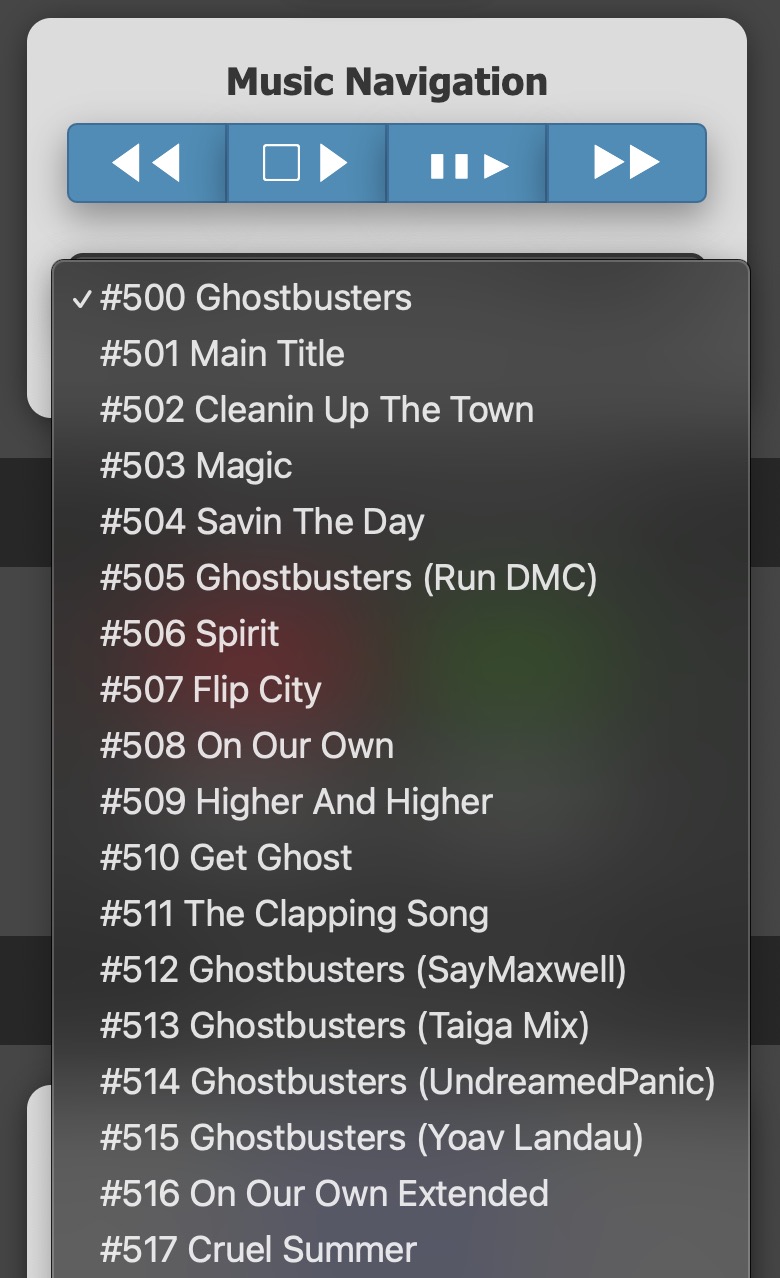 Music Navigation
✓ #500 Ghostbusters
#501 Main Title
#502 Cleanin Up The Town
#503 Magic
#504 Savin The Day
#505 Ghostbusters (Run DMC)
#506 Spirit
#507 Flip City
#508 On Our Own
#509 Higher And Higher
#510 Get Ghost
#511 The Clapping Song
#512 Ghostbusters (SayMaxwell)
#513 Ghostbusters (Taiga Mix)
#514 Ghostbusters (UndreamedPanic)
#515 Ghostbusters (Yoav Landau)
#516 On Our Own Extended
#517 Cruel Summer